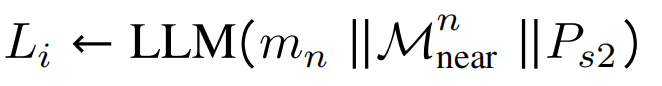 L_i ← LLM(m_n || ℳ^n_near || P_s2)